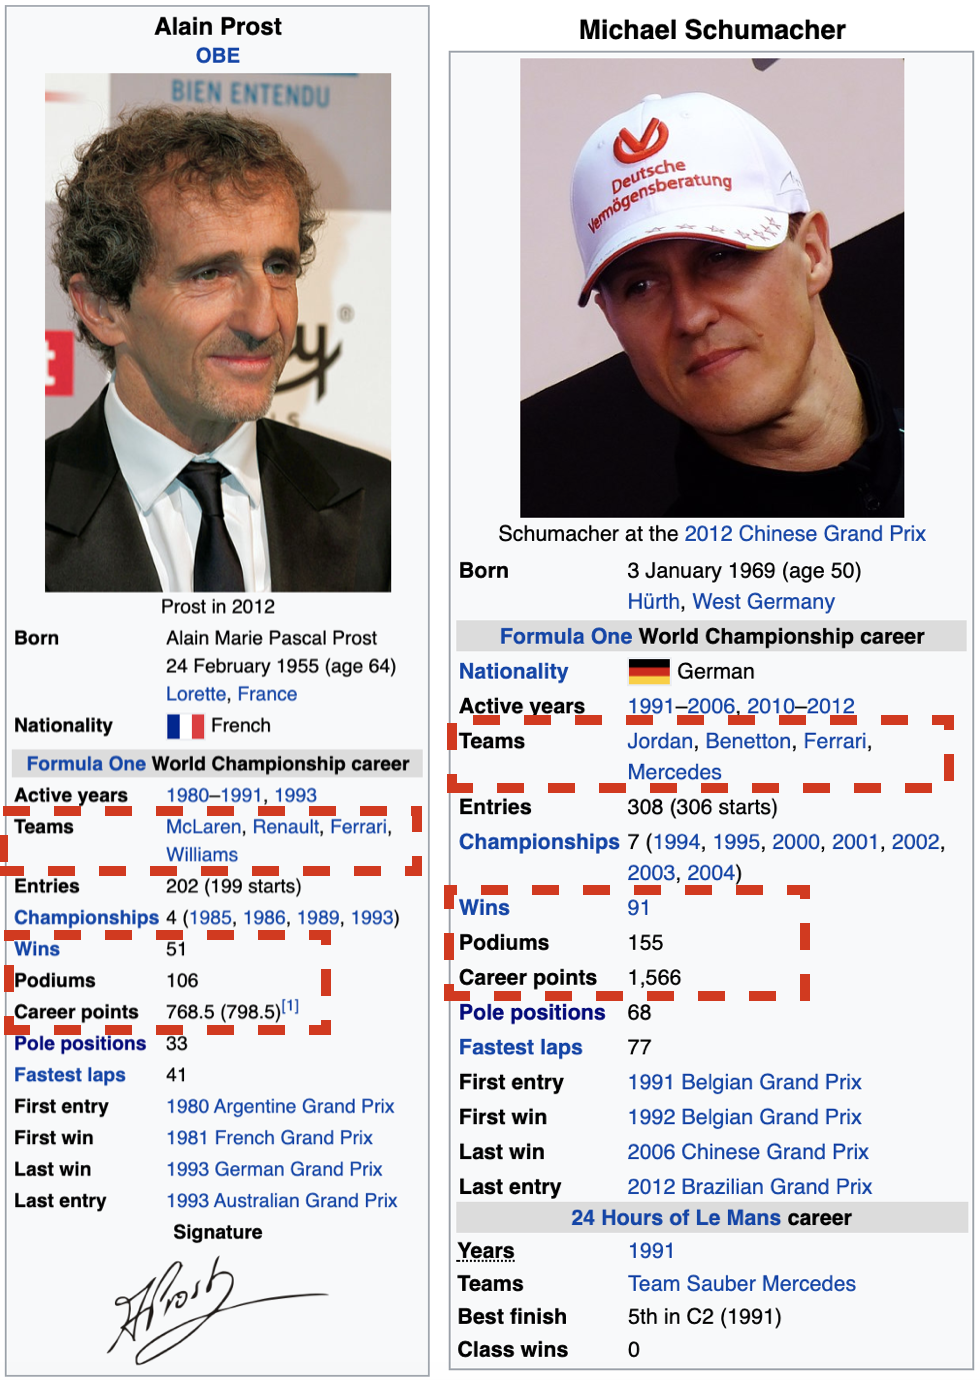 Alain Prost
OBE
BIEN ENTENDU
Prost in 2012
Born Alain Marie Pascal Prost
24 February 1955 (age 64)
Lorette, France
Nationality French
Formula One World Championship career
Active years 1980–1991, 1993
Teams McLaren, Renault, Ferrari,
Williams
Entries 202 (199 starts)
Championships 4 (1985, 1986, 1989, 1993)
Wins 51
Podiums 106
Career points 768.5 (798.5)[1]
Pole positions 33
Fastest laps 41
First entry 1980 Argentine Grand Prix
First win 1981 French Grand Prix
Last win 1993 German Grand Prix
Last entry 1993 Australian Grand Prix
Signature
AProst
Michael Schumacher
Deutsche
Vermögensberatung
Schumacher at the 2012 Chinese Grand Prix
Born 3 January 1969 (age 50)
Hürth, West Germany
Formula One World Championship career
Nationality German
Active years 1991–2006, 2010–2012
Teams Jordan, Benetton, Ferrari,
Mercedes
Entries 308 (306 starts)
Championships 7 (1994, 1995, 2000, 2001, 2002,
2003, 2004)
Wins 91
Podiums 155
Career points 1,566
Pole positions 68
Fastest laps 77
First entry 1991 Belgian Grand Prix
First win 1992 Belgian Grand Prix
Last win 2006 Chinese Grand Prix
Last entry 2012 Brazilian Grand Prix
24 Hours of Le Mans career
Years 1991
Teams Team Sauber Mercedes
Best finish 5th in C2 (1991)
Class wins 0